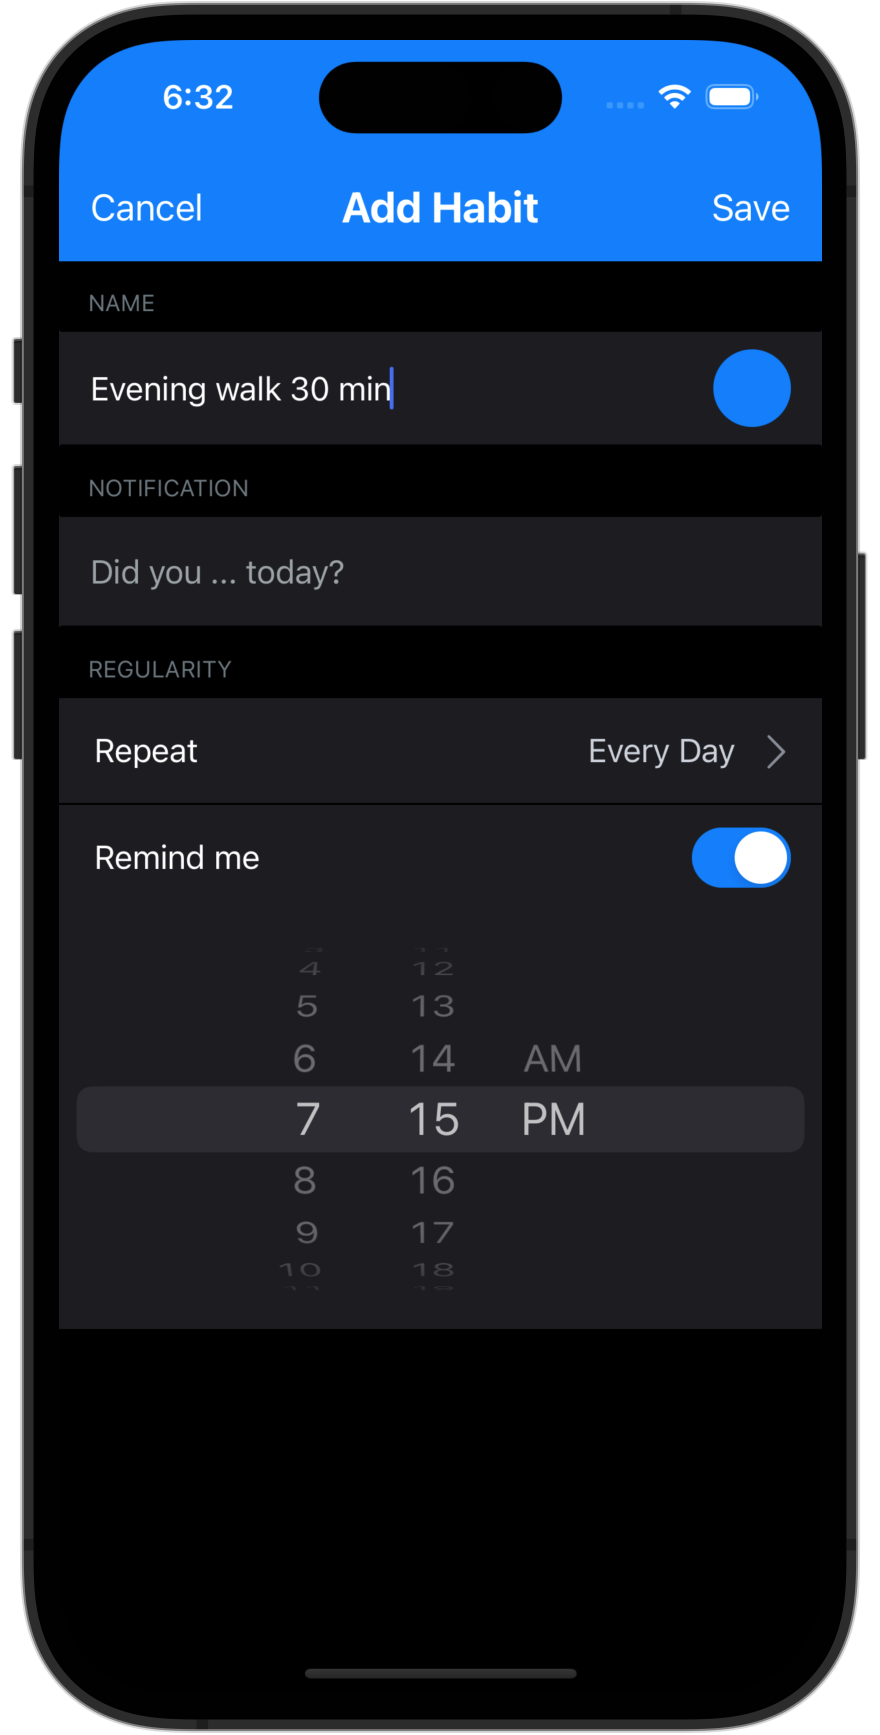 6:32
Cancel Add Habit Save
NAME
Evening walk 30 min
NOTIFICATION
Did you ... today?
REGULARITY
Repeat Every Day
Remind me
4 12
5 13
6 14 AM
7 15 PM
8 16
9 17
10 18